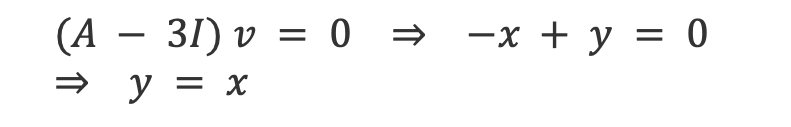 (A − 3I) v = 0 ⇒ −x + y = 0
⇒ y = x